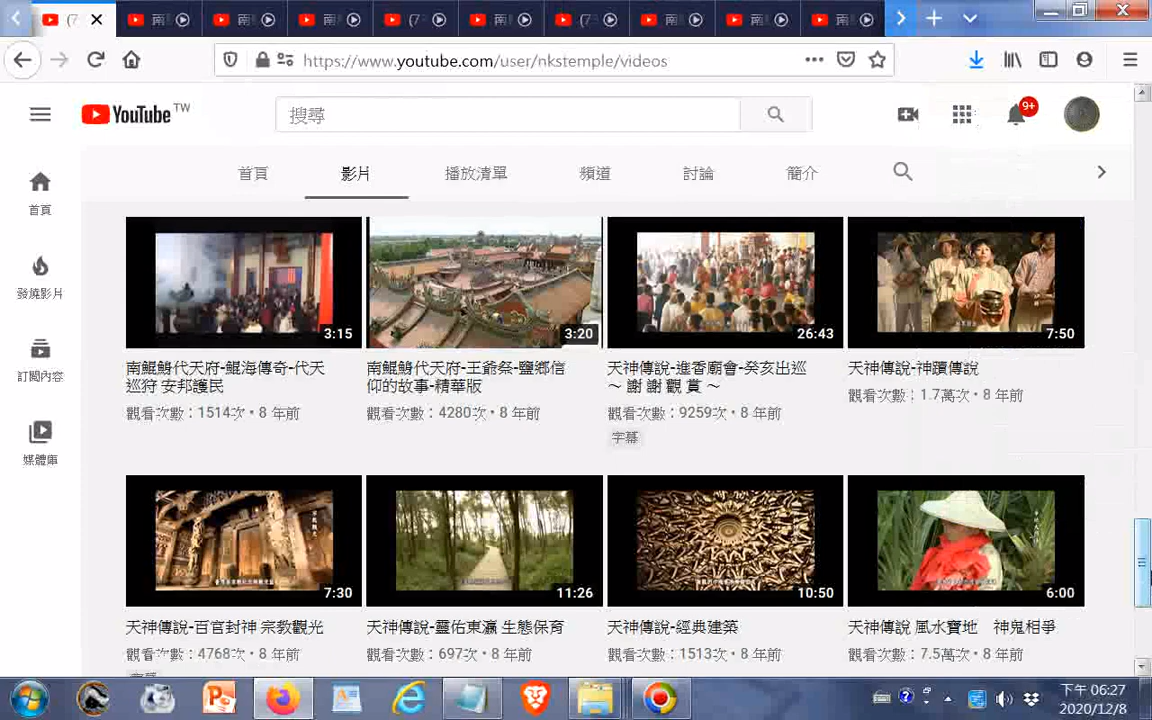 (7
南
南
南
(7
南
(7
南
南
南
https://www.youtube.com/user/nkstemple/videos
YouTube TW
搜尋
9+
首頁
影片
播放清單
頻道
討論
簡介
首頁
發燒影片
訂閱內容
媒體庫
3:15
3:20
26:43
7:50
南鯤鯓代天府-鯤海傳奇-代天
巡狩 安邦護民
觀看次數：1514次 • 8 年前
南鯤鯓代天府-王爺祭-鹽鄉信
仰的故事-精華版
觀看次數：4280次 • 8 年前
天神傳說-進香廟會-癸亥出巡
～ 謝 謝 觀 賞 ～
觀看次數：9259次 • 8 年前
字幕
天神傳說-神蹟傳說
觀看次數：1.7萬次 • 8 年前
7:30
11:26
10:50
6:00
天神傳說-百官封神 宗教觀光
觀看次數：4768次 • 8 年前
天神傳說-靈佑東瀛 生態保育
觀看次數：697次 • 8 年前
天神傳說-經典建築
觀看次數：1513次 • 8 年前
天神傳說 風水寶地　神鬼相爭
觀看次數：7.5萬次 • 8 年前
下午 06:27
2020/12/8